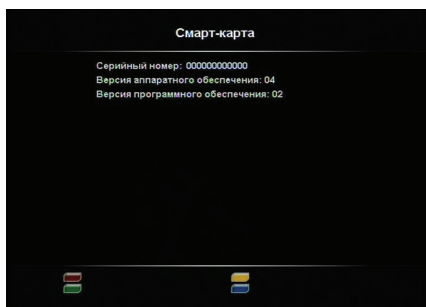 Смарт-карта
Серийный номер: 000000000000
Версия аппаратного обеспечения: 04
Версия программного обеспечения: 02